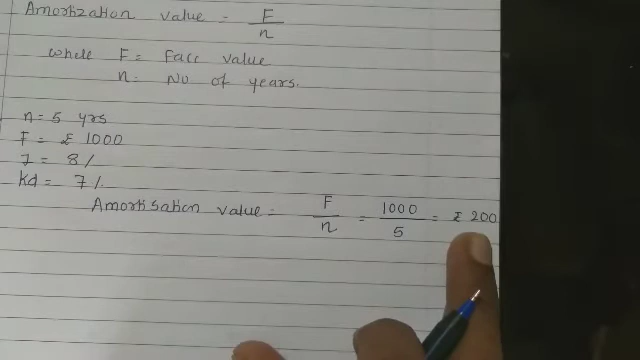 Amortization value = F/n
where F = Face value
n = No of years.
n = 5 yrs
F = ₹ 1000
I = 8 %
Kd = 7 %
Amortisation value = F/n = 1000/5 = ₹ 200